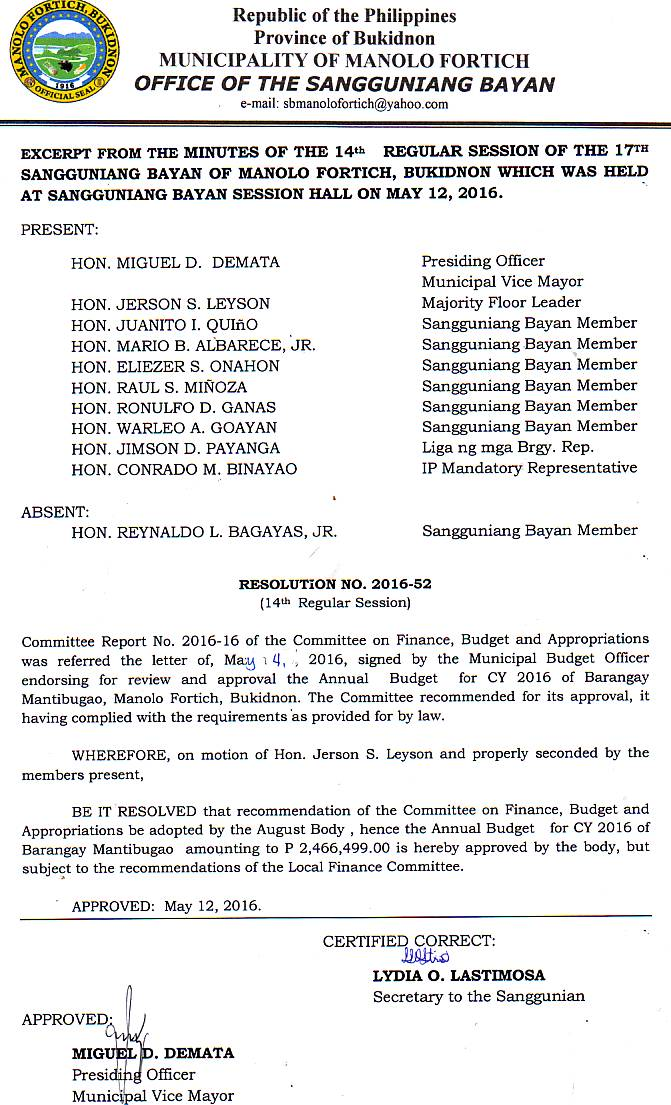 MANOLO FORTICH, BUKIDNON
1916
OFFICIAL SEAL
Republic of the Philippines
Province of Bukidnon
MUNICIPALITY OF MANOLO FORTICH
OFFICE OF THE SANGGUNIANG BAYAN
e-mail: sbmanolofortich@yahoo.com
EXCERPT FROM THE MINUTES OF THE 14th REGULAR SESSION OF THE 17TH
SANGGUNIANG BAYAN OF MANOLO FORTICH, BUKIDNON WHICH WAS HELD
AT SANGGUNIANG BAYAN SESSION HALL ON MAY 12, 2016.
PRESENT:
HON. MIGUEL D. DEMATA Presiding Officer
Municipal Vice Mayor
HON. JERSON S. LEYSON Majority Floor Leader
HON. JUANITO I. QUIñO Sangguniang Bayan Member
HON. MARIO B. ALBARECE, JR. Sangguniang Bayan Member
HON. ELIEZER S. ONAHON Sangguniang Bayan Member
HON. RAUL S. MIÑOZA Sangguniang Bayan Member
HON. RONULFO D. GANAS Sangguniang Bayan Member
HON. WARLEO A. GOAYAN Sangguniang Bayan Member
HON. JIMSON D. PAYANGA Liga ng mga Brgy. Rep.
HON. CONRADO M. BINAYAO IP Mandatory Representative
ABSENT:
HON. REYNALDO L. BAGAYAS, JR. Sangguniang Bayan Member
RESOLUTION NO. 2016-52
(14th Regular Session)
Committee Report No. 2016-16 of the Committee on Finance, Budget and Appropriations
was referred the letter of, May 4, 2016, signed by the Municipal Budget Officer
endorsing for review and approval the Annual Budget for CY 2016 of Barangay
Mantibugao, Manolo Fortich, Bukidnon. The Committee recommended for its approval, it
having complied with the requirements as provided for by law.
WHEREFORE, on motion of Hon. Jerson S. Leyson and properly seconded by the
members present,
BE IT RESOLVED that recommendation of the Committee on Finance, Budget and
Appropriations be adopted by the August Body , hence the Annual Budget for CY 2016 of
Barangay Mantibugao amounting to P 2,466,499.00 is hereby approved by the body, but
subject to the recommendations of the Local Finance Committee.
APPROVED: May 12, 2016.
CERTIFIED CORRECT:
LYDIA O. LASTIMOSA
Secretary to the Sanggunian
APPROVED:
MIGUEL D. DEMATA
Presiding Officer
Municipal Vice Mayor